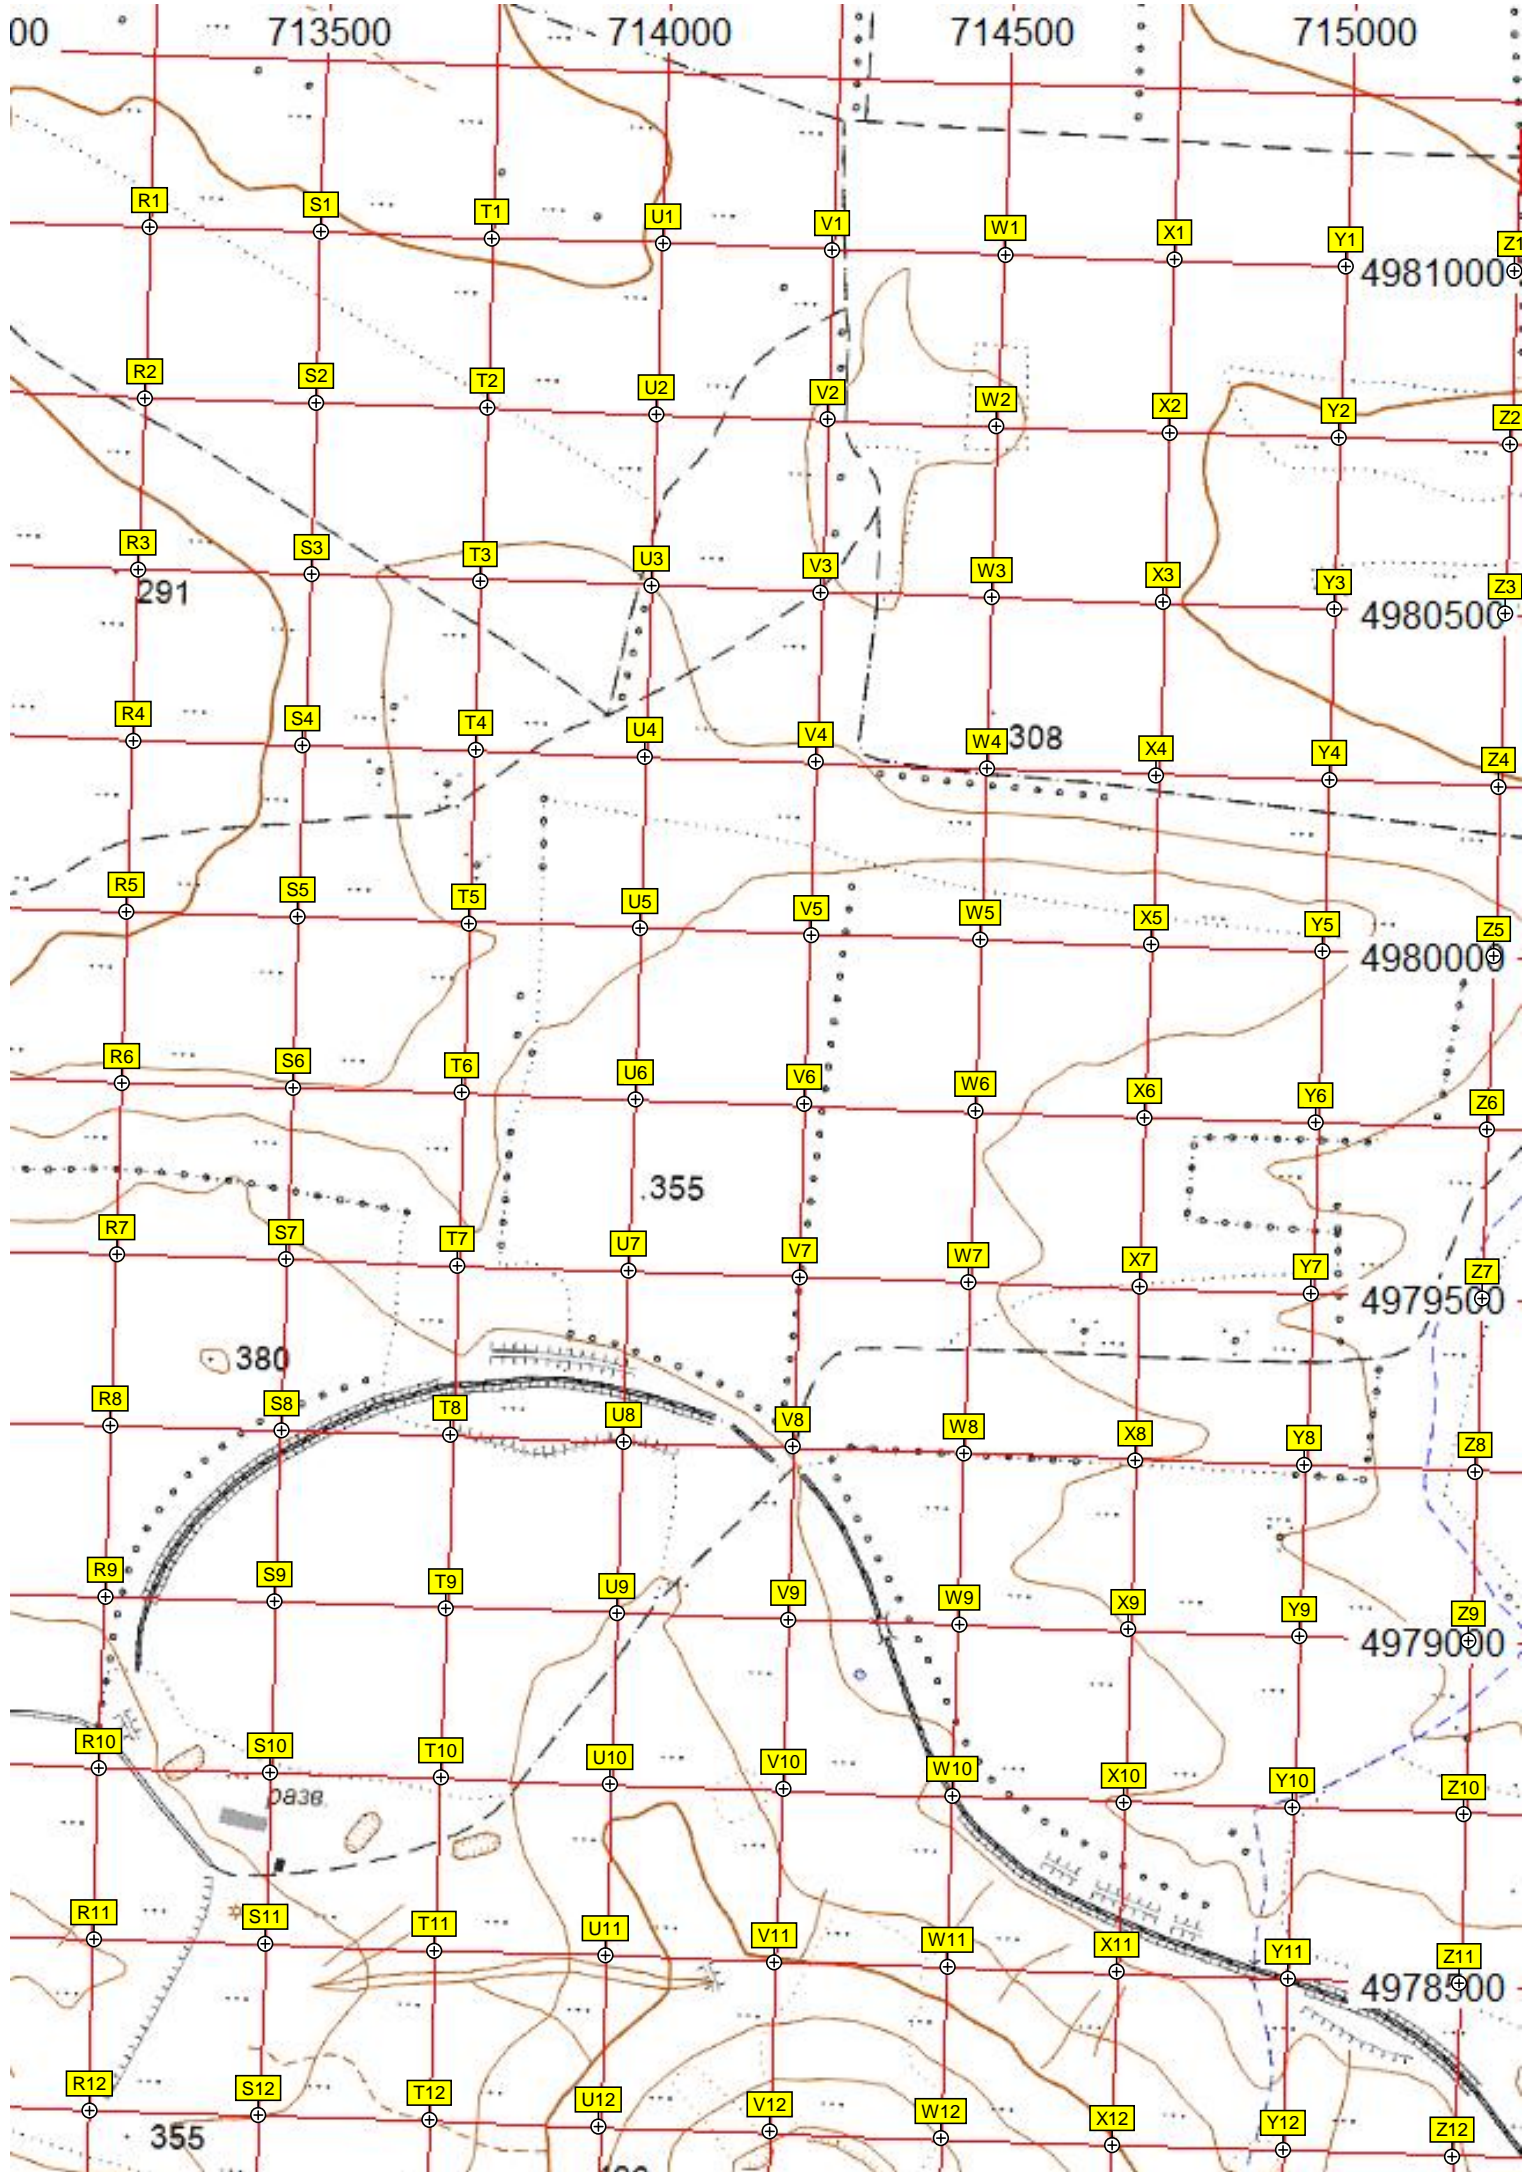 00 713500 714000 714500 715000
R1 S1 T1 U1 V1 W1 X1 Y1 Z1
4981000
R2 S2 T2 U2 V2 W2 X2 Y2 Z2
R3 S3 T3 U3 V3 W3 X3 Y3 Z3
291 4980500
R4 S4 T4 U4 V4 W4 308 X4 Y4 Z4
R5 S5 T5 U5 V5 W5 X5 Y5 Z5
4980000
R6 S6 T6 U6 V6 W6 X6 Y6 Z6
.355
R7 S7 T7 U7 V7 W7 X7 Y7 Z7
4979500
380
R8 S8 T8 U8 V8 W8 X8 Y8 Z8
R9 S9 T9 U9 V9 W9 X9 Y9 Z9
4979000
R10 S10 T10 U10 V10 W10 X10 Y10 Z10
разв.
R11 S11 T11 U11 V11 W11 X11 Y11 Z11
4978500
R12 S12 T12 U12 V12 W12 X12 Y12 Z12
355